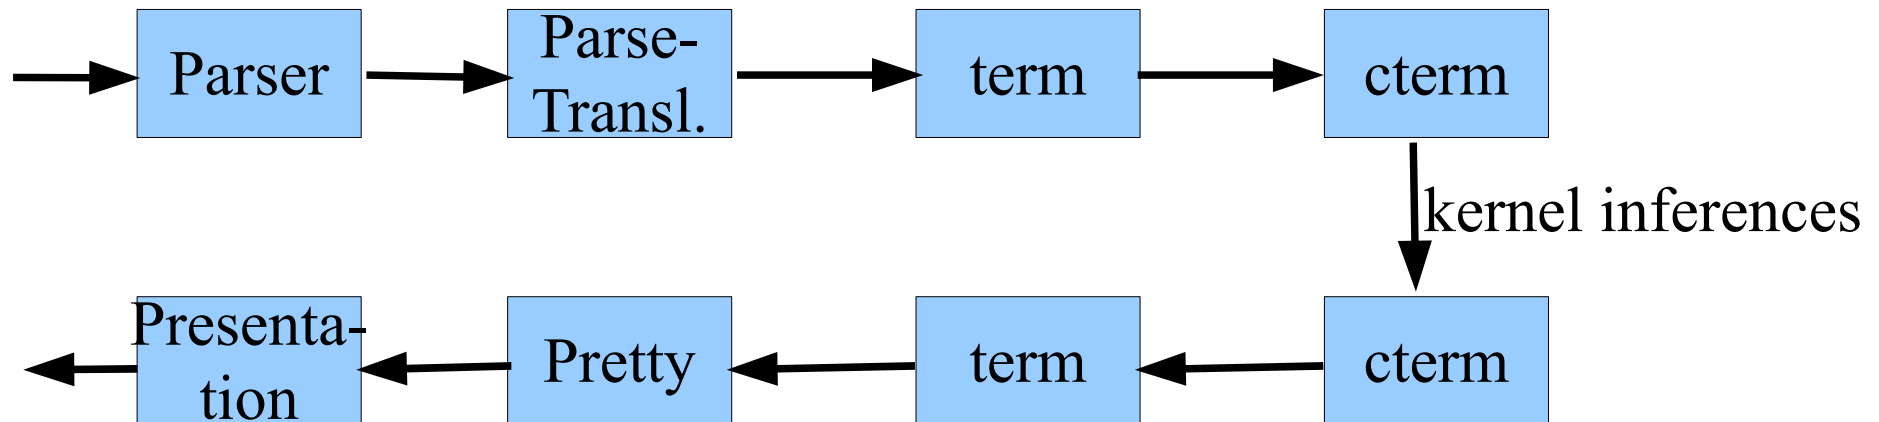 Parser
Parse-
Transl.
term
cterm
kernel inferences
Presenta-
tion
Pretty
term
cterm